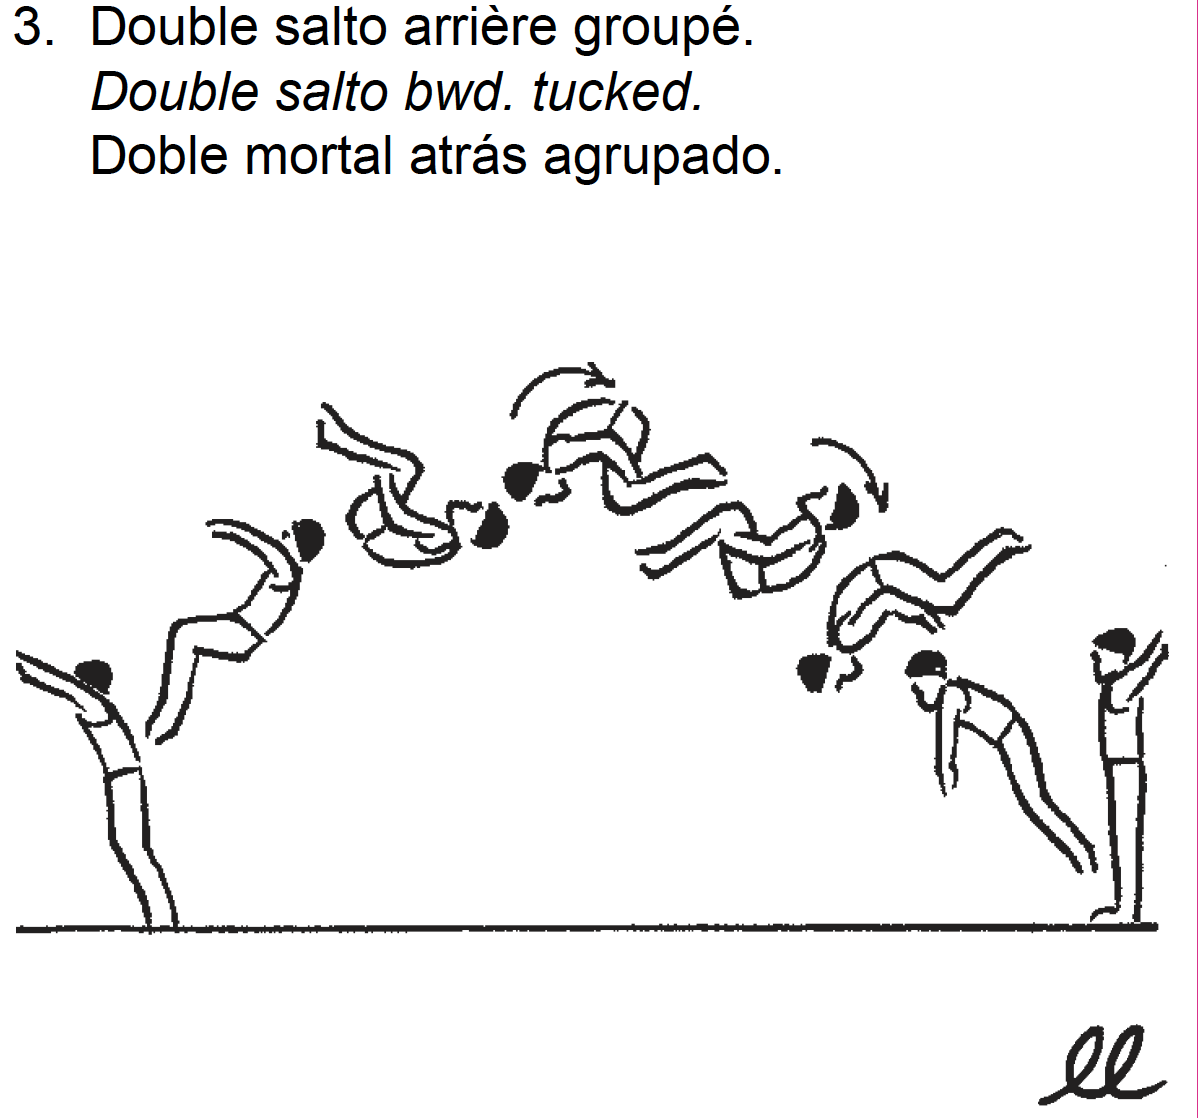 3. Double salto arrière groupé.
Double salto bwd. tucked.
Doble mortal atrás agrupado.